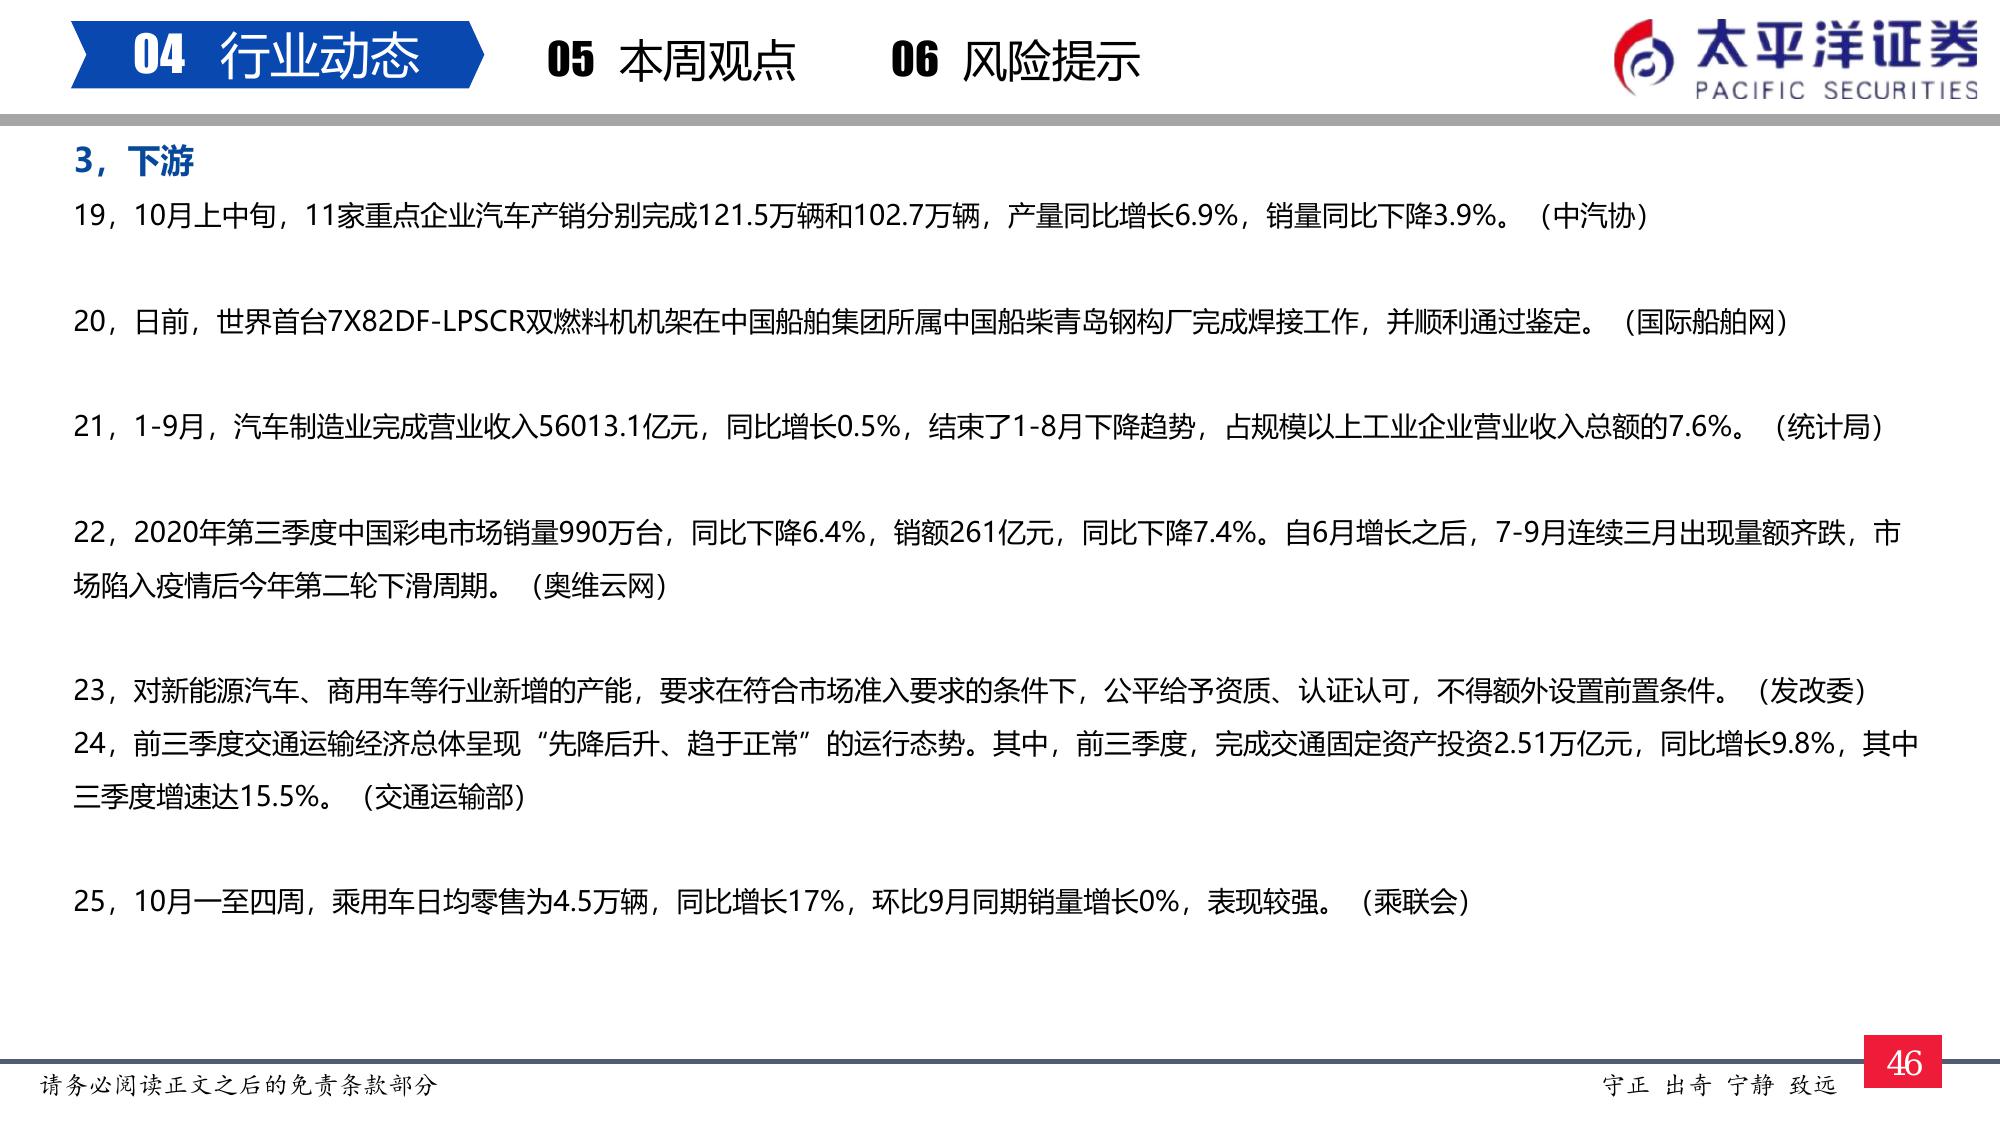 04 行业动态 05 本周观点 06 风险提示
太平洋证券
PACIFIC SECURITIES
3，下游
19，10月上中旬，11家重点企业汽车产销分别完成121.5万辆和102.7万辆，产量同比增长6.9%，销量同比下降3.9%。（中汽协）
20，日前，世界首台7X82DF-LPSCR双燃料机机架在中国船舶集团所属中国船柴青岛钢构厂完成焊接工作，并顺利通过鉴定。（国际船舶网）
21，1-9月，汽车制造业完成营业收入56013.1亿元，同比增长0.5%，结束了1-8月下降趋势，占规模以上工业企业营业收入总额的7.6%。（统计局）
22，2020年第三季度中国彩电市场销量990万台，同比下降6.4%，销额261亿元，同比下降7.4%。自6月增长之后，7-9月连续三月出现量额齐跌，市
场陷入疫情后今年第二轮下滑周期。（奥维云网）
23，对新能源汽车、商用车等行业新增的产能，要求在符合市场准入要求的条件下，公平给予资质、认证认可，不得额外设置前置条件。（发改委）
24，前三季度交通运输经济总体呈现“先降后升、趋于正常”的运行态势。其中，前三季度，完成交通固定资产投资2.51万亿元，同比增长9.8%，其中
三季度增速达15.5%。（交通运输部）
25，10月一至四周，乘用车日均零售为4.5万辆，同比增长17%，环比9月同期销量增长0%，表现较强。（乘联会）
46
请务必阅读正文之后的免责条款部分
守正 出奇 宁静 致远